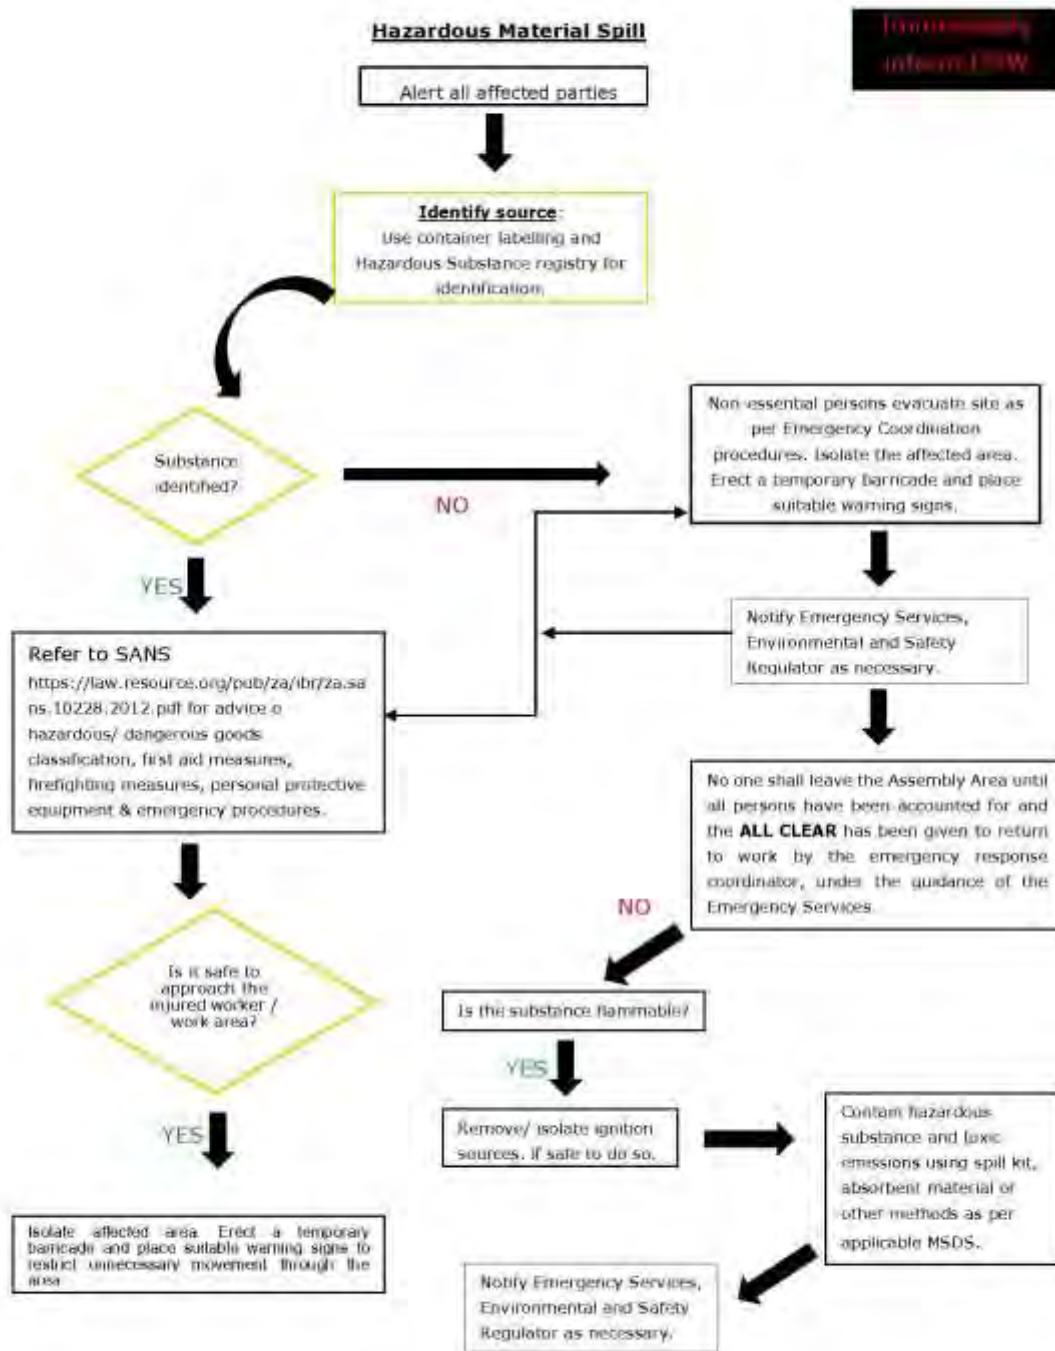 Hazardous Material Spill
Immediately
inform
Alert all affected parties
Identify source:
Use container labelling and
Hazardous Substance registry for
identification.
Substance
identified?
NO
Non essential persons evacuate site as
per Emergency Coordination
procedures. Isolate the affected area.
Erect a temporary barricade and place
suitable warning signs.
YES
Notify Emergency Services,
Environmental and Safety
Regulator as necessary.
Refer to SANS
https://law.resource.org/pub/za/ibr/za.sa
ns.10228.2012.pdf for advice o
hazardous/ dangerous goods
classification, first aid measures,
firefighting measures, personal protective
equipment & emergency procedures.
No one shall leave the Assembly Area until
all persons have been accounted for and
the ALL CLEAR has been given to return
to work by the emergency response
coordinator, under the guidance of the
Emergency Services.
NO
Is it safe to
approach the
injured worker /
work area?
Is the substance flammable?
YES
YES
Remove/ isolate ignition
sources. If safe to do so.
Contain hazardous
substance and toxic
emissions using spill kit,
absorbent material or
other methods as per
applicable MSDS.
Isolate affected area. Erect a temporary
barricade and place suitable warning signs to
restrict unnecessary movement through the
area
Notify Emergency Services,
Environmental and Safety
Regulator as necessary.